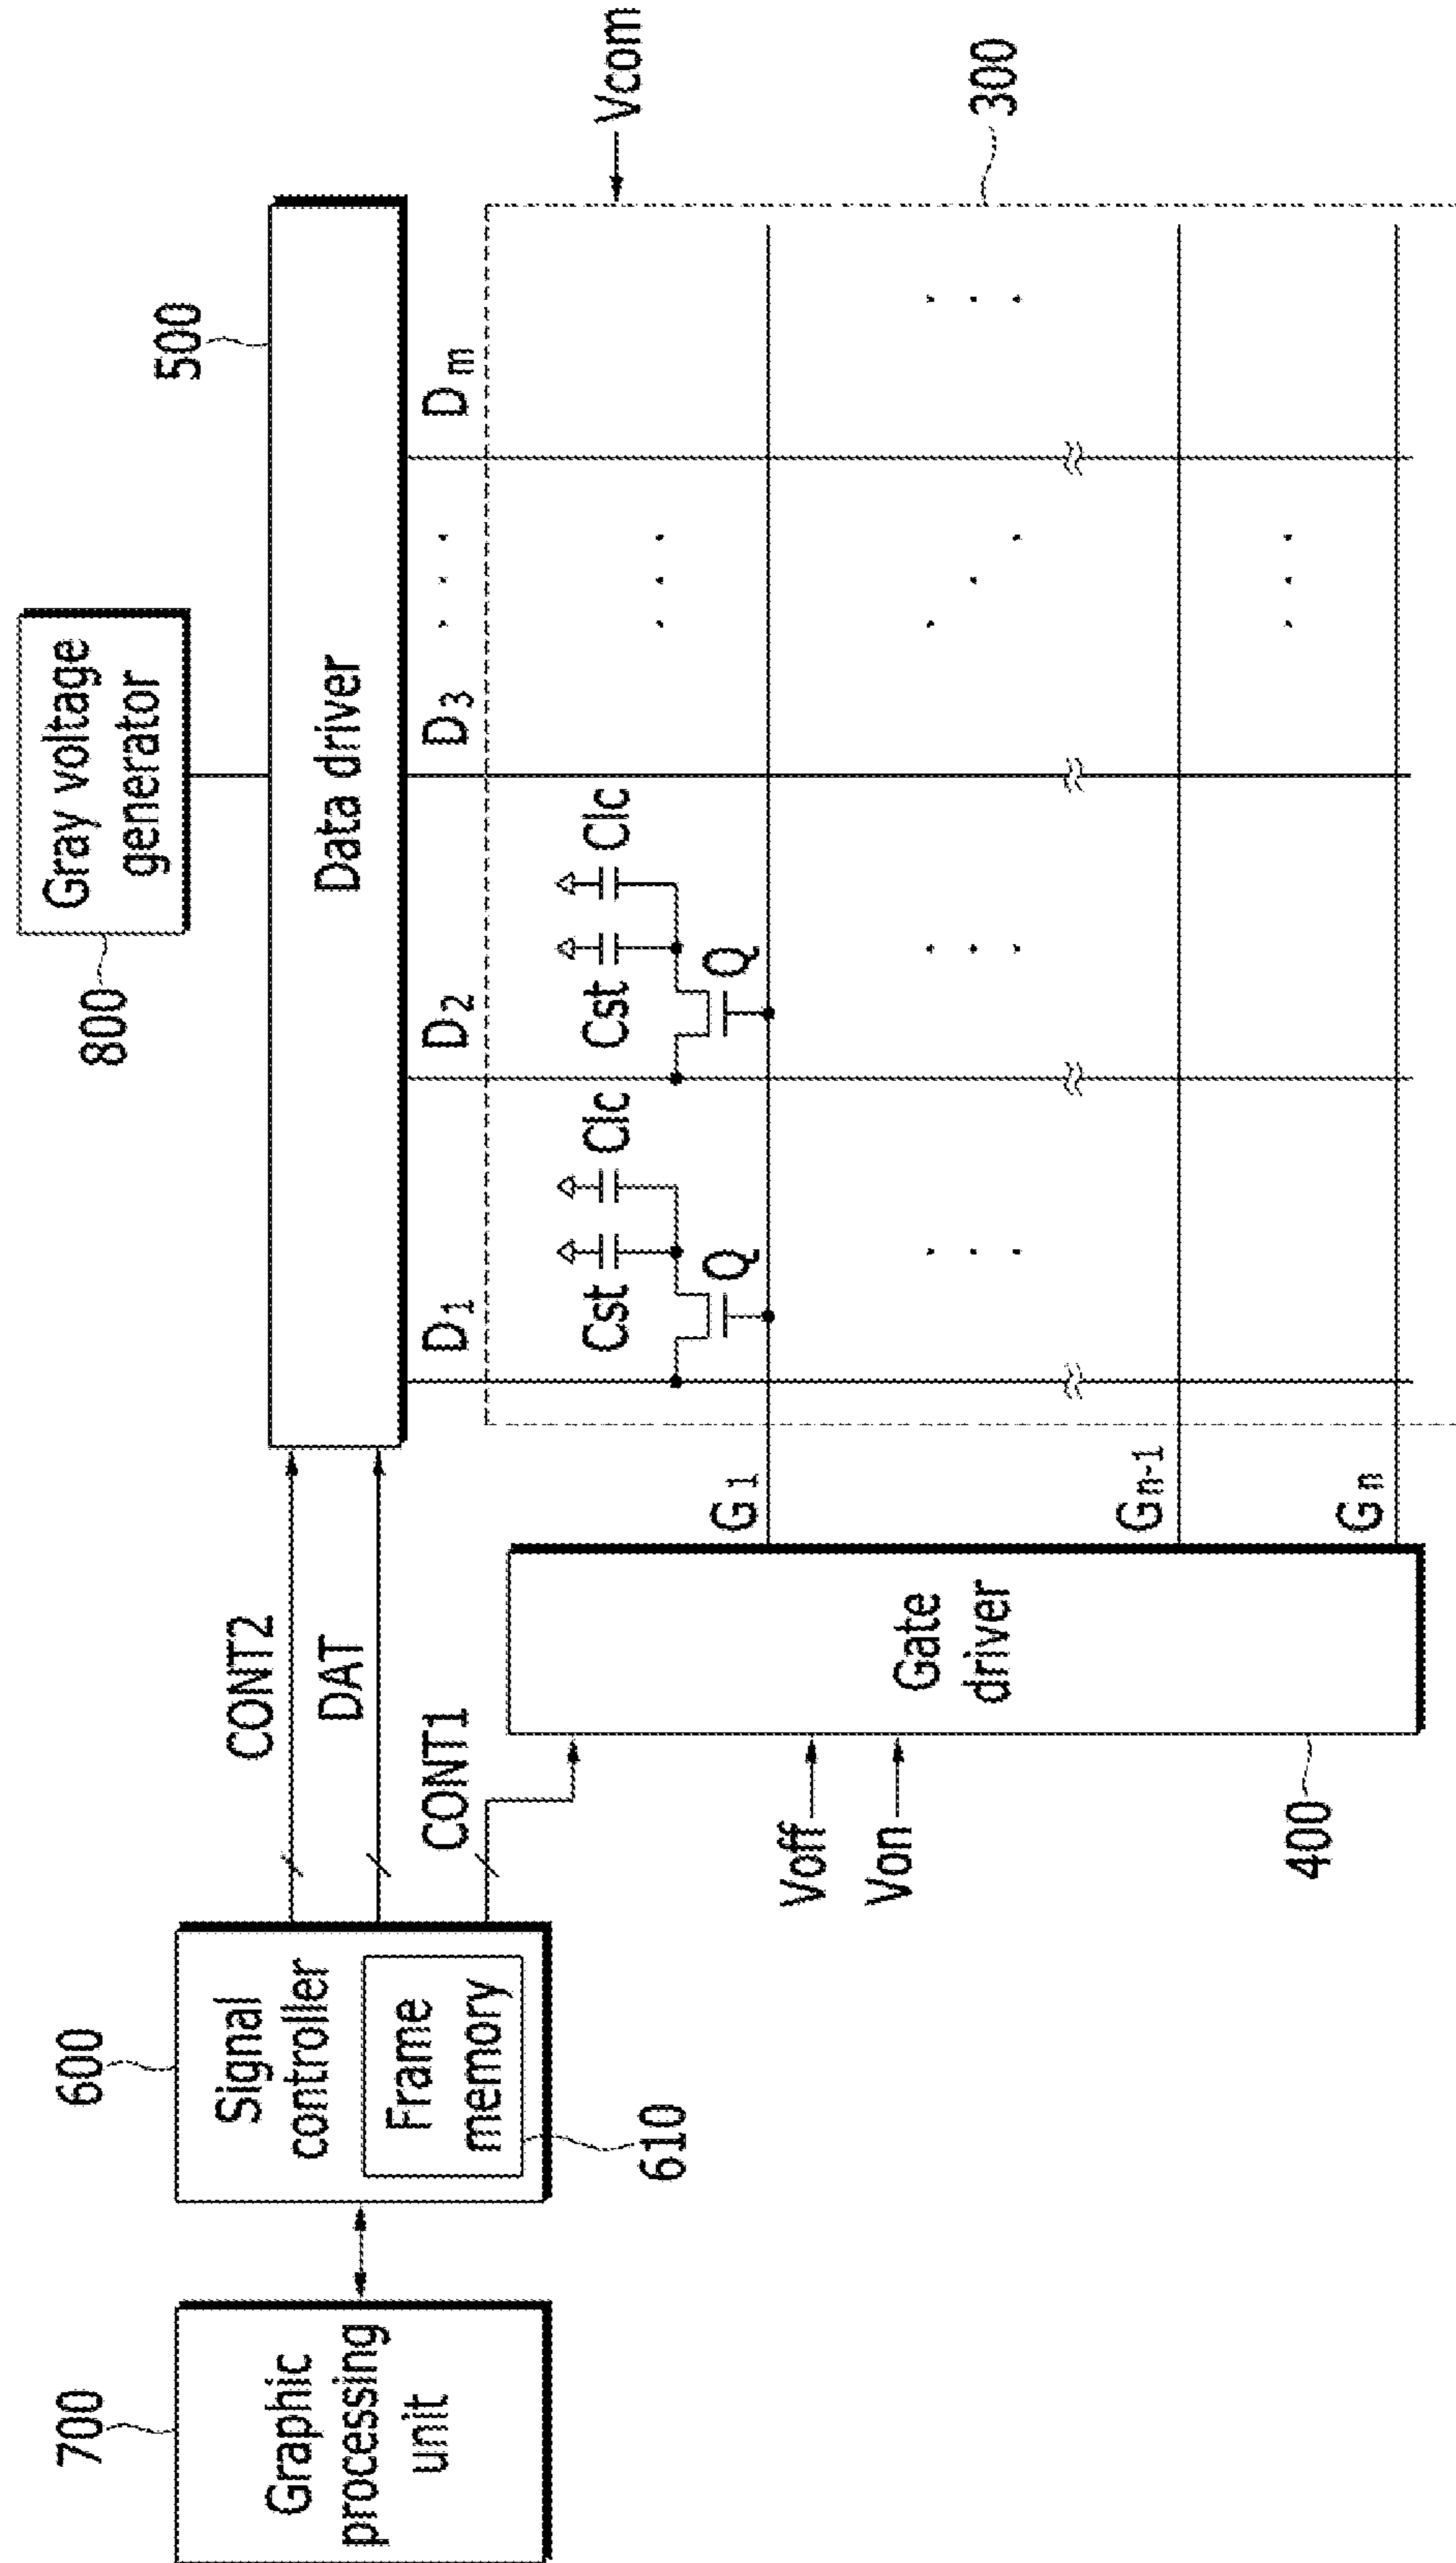 800
Gray voltage
generator
500
Data driver
700
Graphic
processing
unit
600
Signal
controller
Frame
memory
610
CONT2
DAT
CONT1
Voff
Von
400
Gate
driver
D1
D2
D3
...
Dm
Vcom
Cst
Clc
Q
Cst
Clc
Q
G1
Gn-1
Gn
300